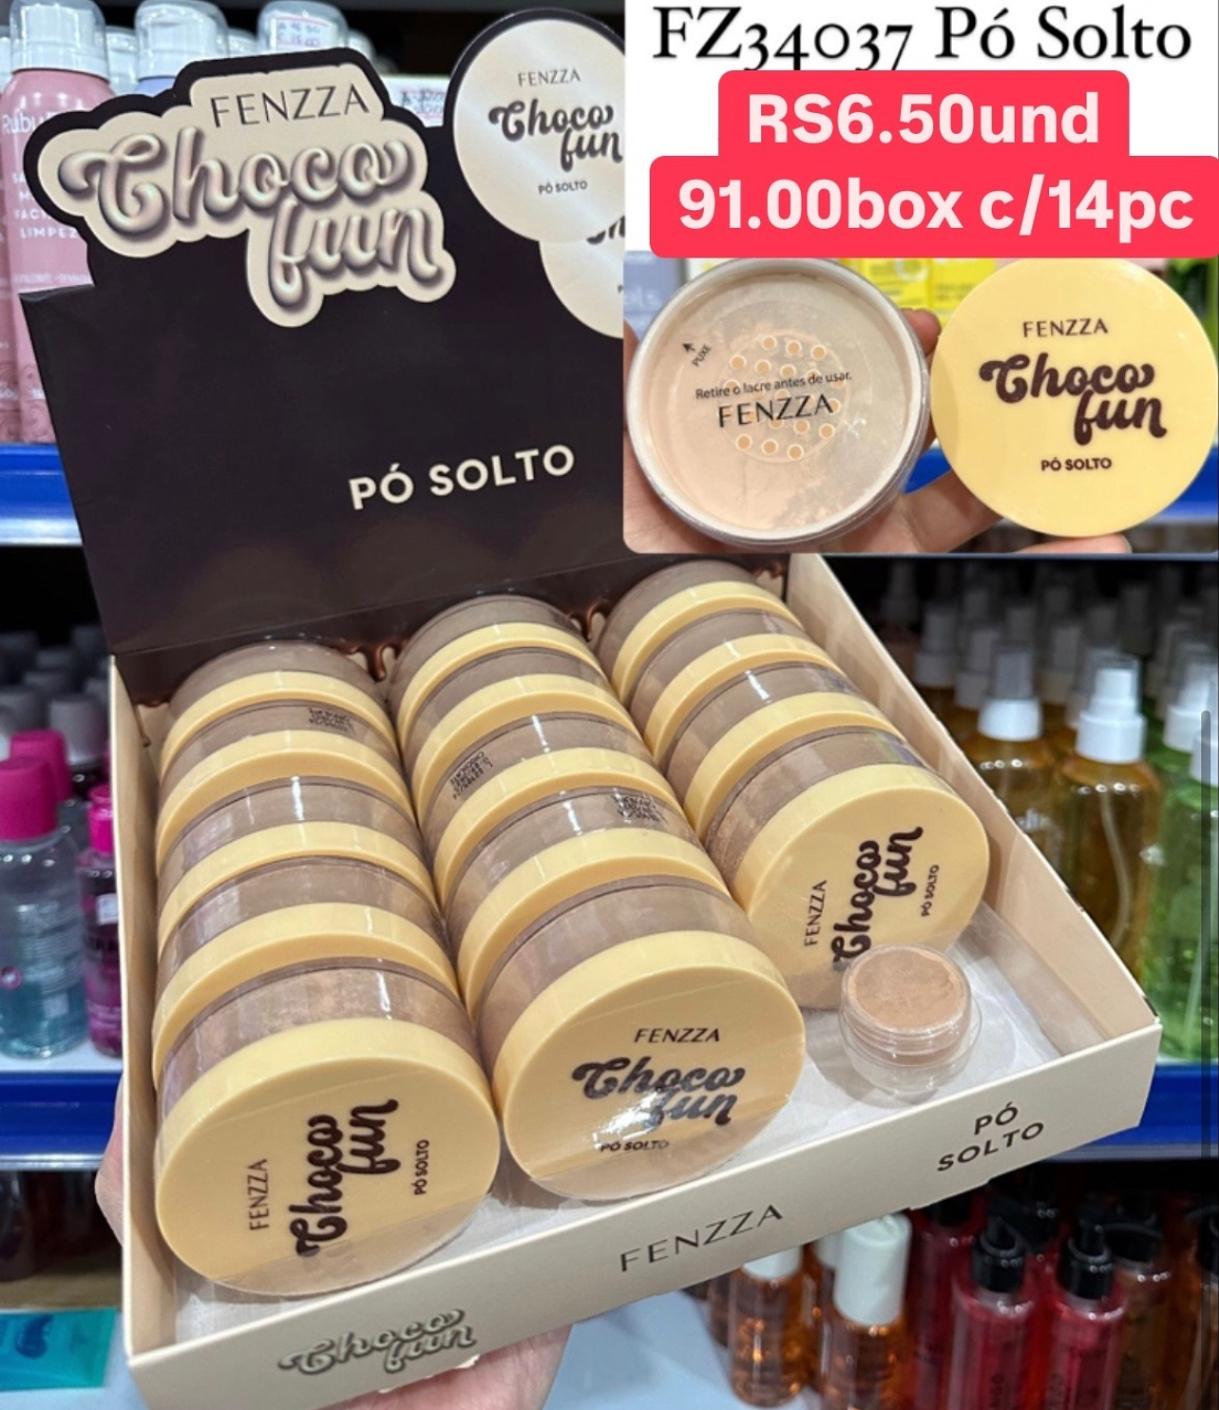 FZ34037 Pó Solto
RS6.50und
91.00box c/14pc
FENZZA
Choco
fun
PÓ SOLTO
FENZZA
Choco
fun
PÓ SOLTO
PUXE
Retire o lacre antes de usar.
FENZZA
FENZZA
Choco
fun
PÓ SOLTO
FENZZA
Choco
fun
PÓ SOLTO
FENZZA
Choco
fun
PÓ SOLTO
FENZZA
Choco
fun
PÓ SOLTO
PÓ
SOLTO
FENZZA
Choco
fun